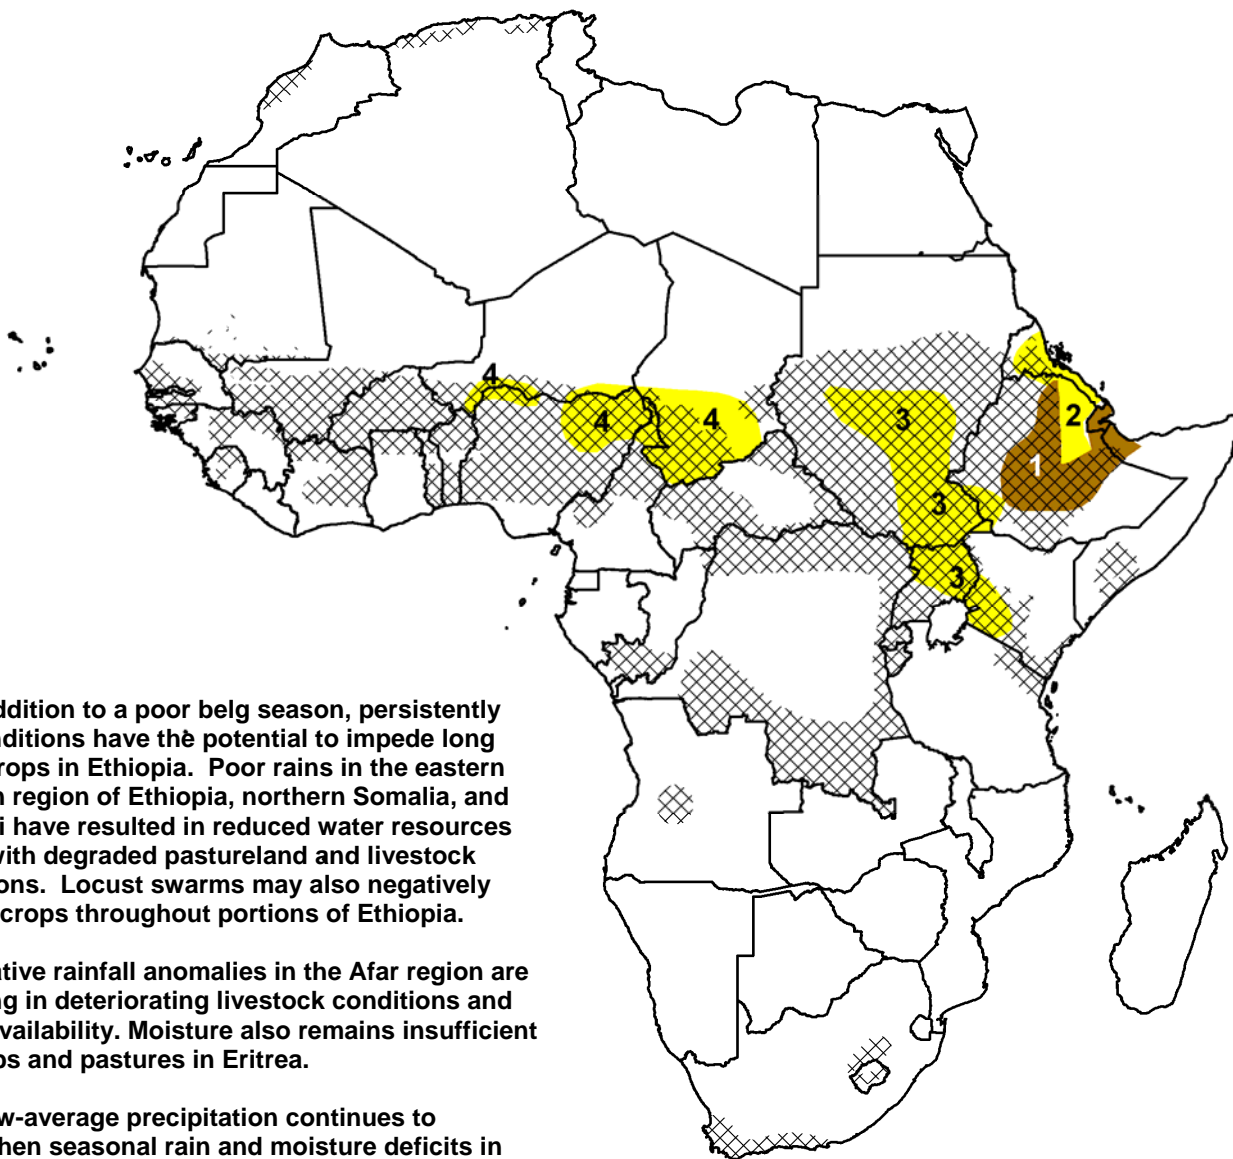 4
4
4
3
2
1
3
3
ddition to a poor belg season, persistently
nditions have the potential to impede long
rops in Ethiopia. Poor rains in the eastern
n region of Ethiopia, northern Somalia, and
i have resulted in reduced water resources
with degraded pastureland and livestock
ons. Locust swarms may also negatively
crops throughout portions of Ethiopia.
ative rainfall anomalies in the Afar region are
ng in deteriorating livestock conditions and
vailability. Moisture also remains insufficient
ps and pastures in Eritrea.
w-average precipitation continues to
hen seasonal rain and moisture deficits in